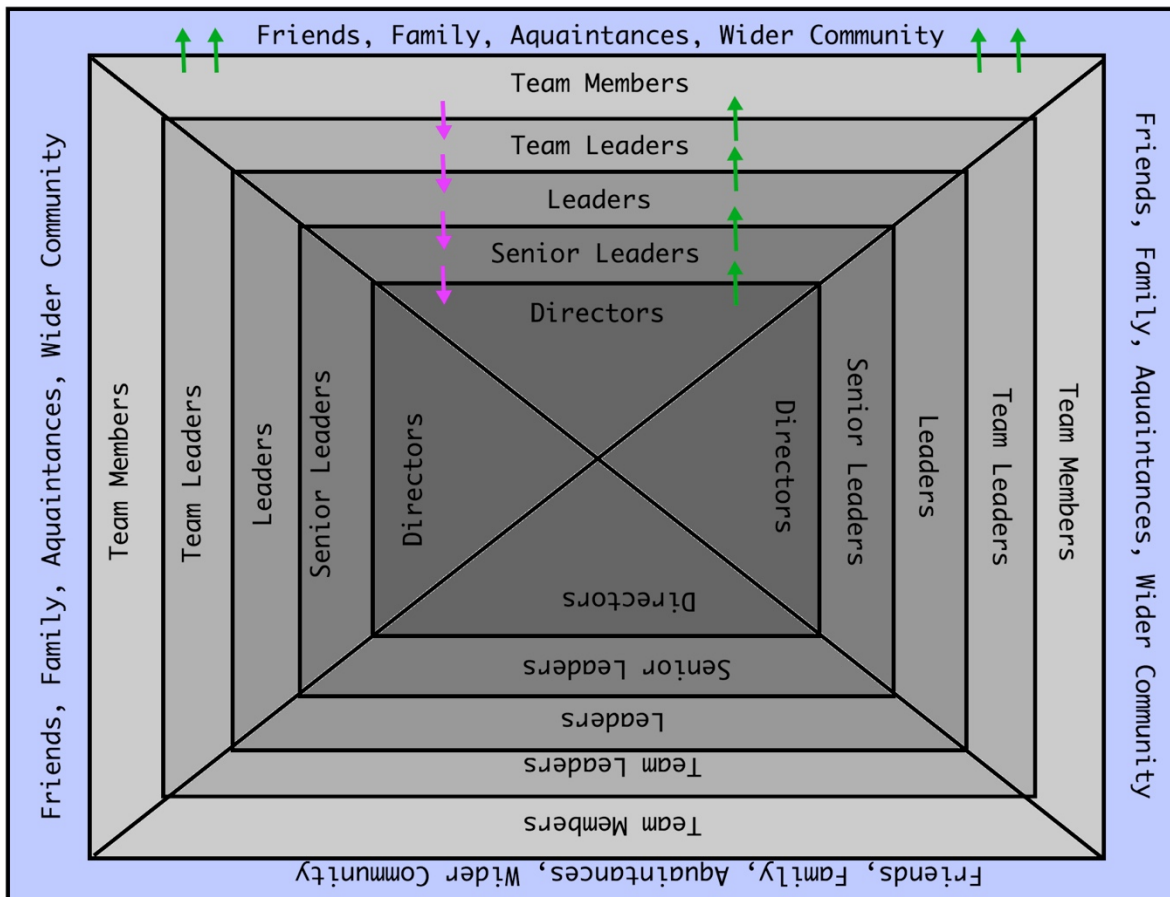 Friends, Family, Aquaintances, Wider Community
Team Members
Team Leaders
Leaders
Senior Leaders
Directors
Friends, Family, Aquaintances, Wider Community
Team Members
Team Leaders
Leaders
Senior Leaders
Directors
Directors
Senior Leaders
Leaders
Team Leaders
Team Members
Friends, Family, Aquaintances, Wider Community
Directors
Senior Leaders
Leaders
Team Leaders
Team Members
Friends, Family, Aquaintances, Wider Community